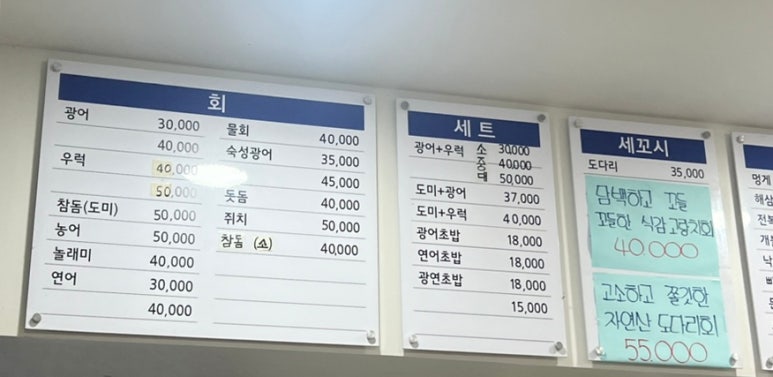 회
광어 30,000
40,000
우럭 40,000
50,000
참돔(도미) 50,000
농어 50,000
놀래미 40,000
연어 30,000
40,000
물회 40,000
숙성광어 35,000
45,000
돗돔 40,000
쥐치 50,000
참돔 (소) 40,000
세트
광어+우럭 소 30,000
중 40,000
대 50,000
도미+광어 37,000
도미+우럭 40,000
광어초밥 18,000
연어초밥 18,000
광연초밥 18,000
15,000
세꼬시
도다리 35,000
담백하고 꼬들
꼬들한 식감 고랑치회
40.000
고소하고 쫄깃한
자연산 도다리회
55.000
멍게
해삼